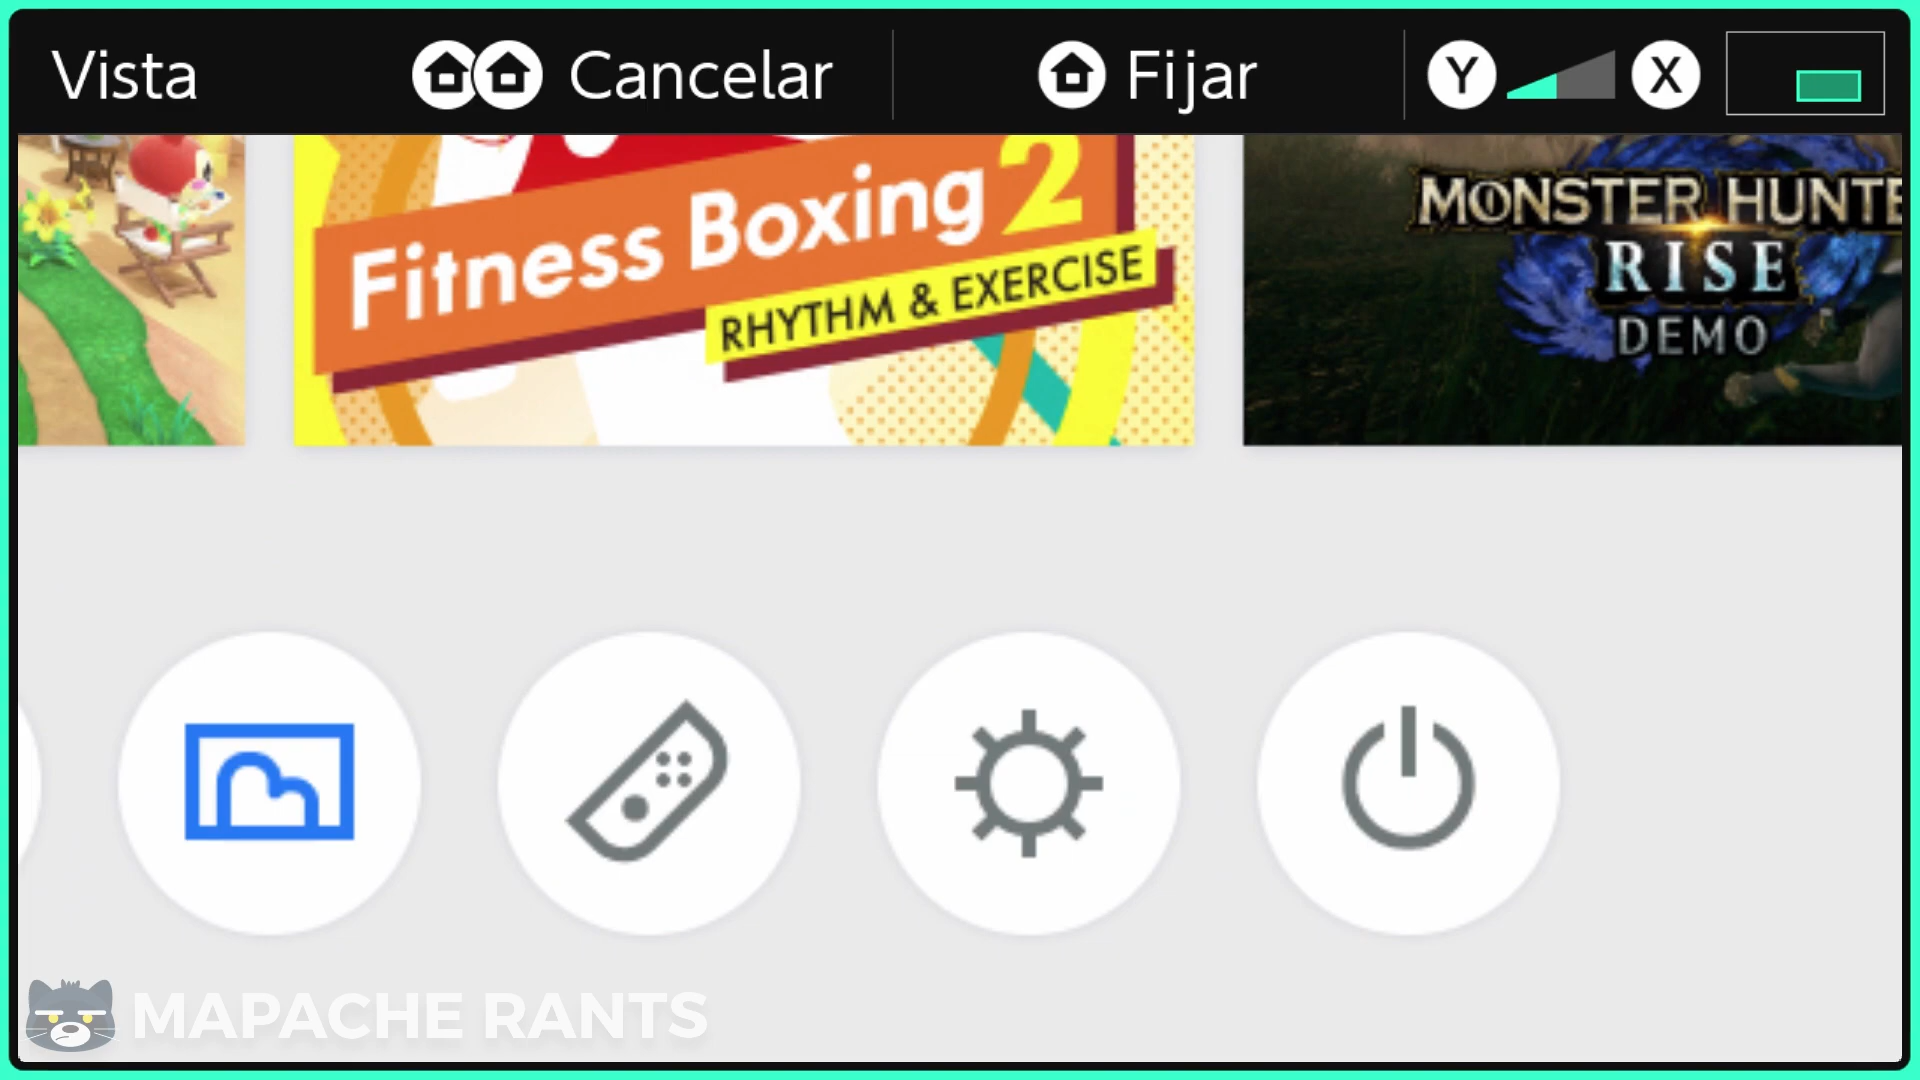 Vista
Cancelar
Fijar
Y
X
Fitness Boxing 2
RHYTHM & EXERCISE
MONSTER HUNTE
RISE
DEMO
MAPACHE RANTS